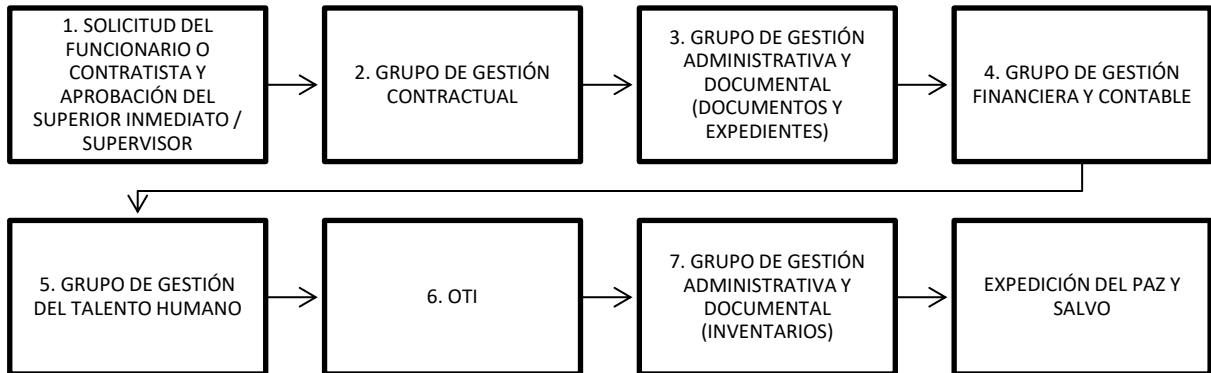 1. SOLICITUD DEL
FUNCIONARIO O
CONTRATISTA Y
APROBACIÓN DEL
SUPERIOR INMEDIATO /
SUPERVISOR
2. GRUPO DE GESTIÓN
CONTRACTUAL
3. GRUPO DE GESTIÓN
ADMINISTRATIVA Y
DOCUMENTAL
(DOCUMENTOS Y
EXPEDIENTES)
4. GRUPO DE GESTIÓN
FINANCIERA Y CONTABLE
5. GRUPO DE GESTIÓN
DEL TALENTO HUMANO
6. OTI
7. GRUPO DE GESTIÓN
ADMINISTRATIVA Y
DOCUMENTAL
(INVENTARIOS)
EXPEDICIÓN DEL PAZ Y
SALVO